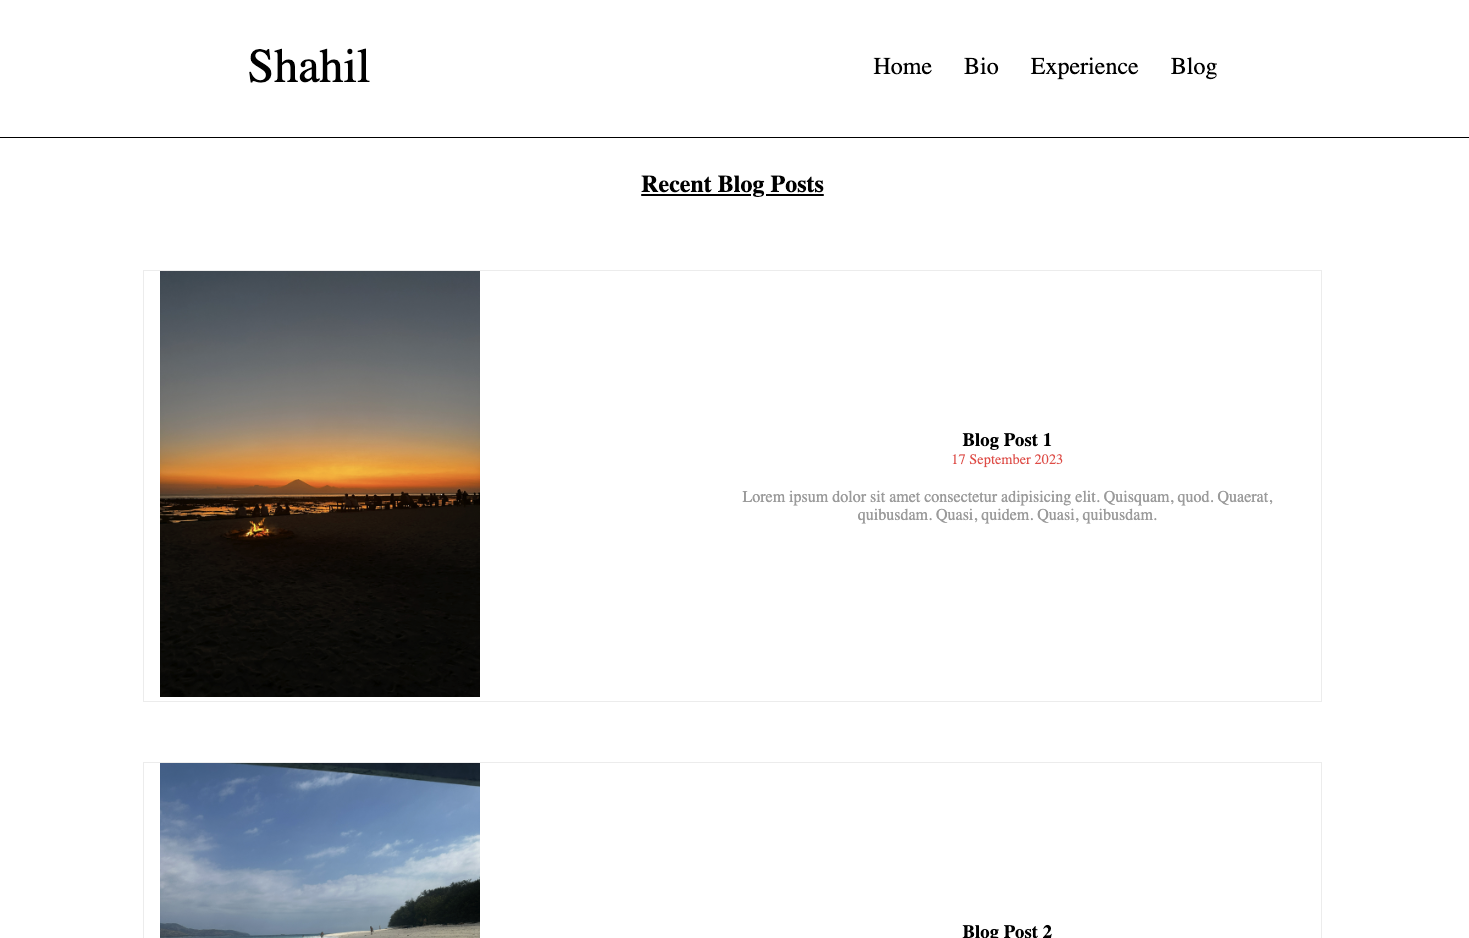 Shahil
Home Bio Experience Blog
Recent Blog Posts
Blog Post 1
17 September 2023
Lorem ipsum dolor sit amet consectetur adipisicing elit. Quisquam, quod. Quaerat,
quibusdam. Quasi, quidem. Quasi, quibusdam.
Blog Post 2